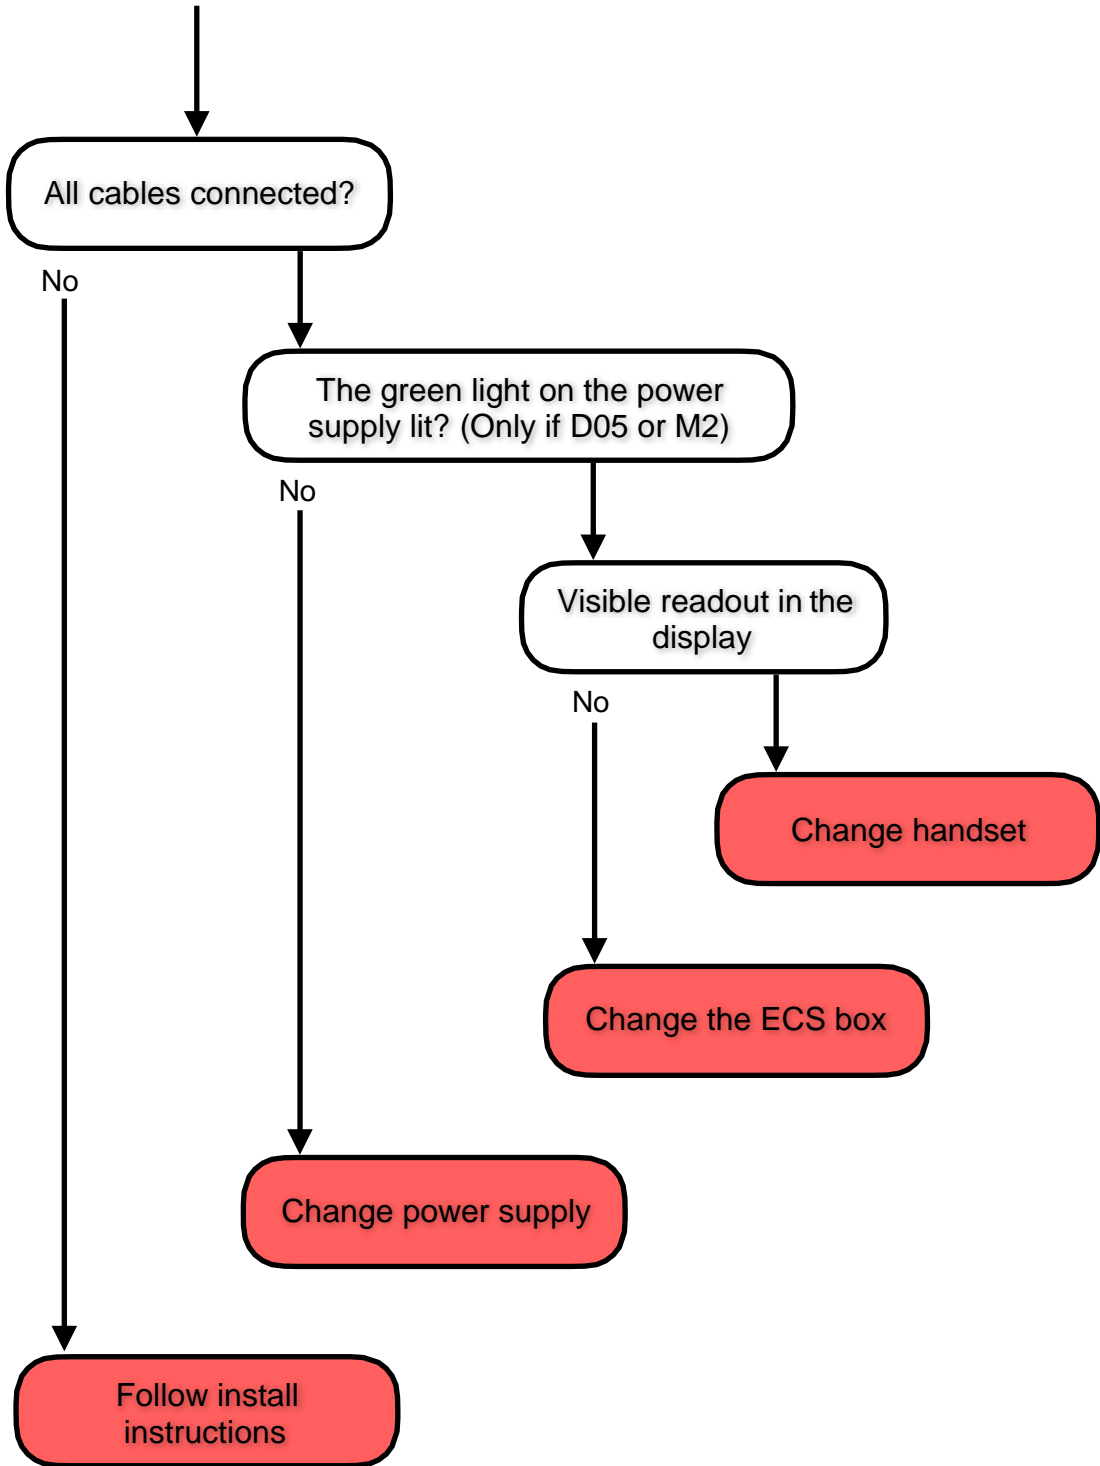 All cables connected?
No
The green light on the power
supply lit? (Only if D05 or M2)
No
Visible readout in the
display
No
Change handset
Change the ECS box
Change power supply
Follow install
instructions